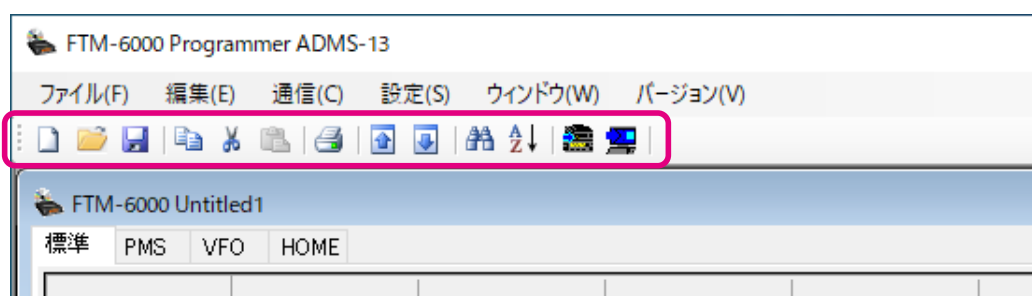 FTM-6000 Programmer ADMS-13
ファイル(F) 編集(E) 通信(C) 設定(S) ウィンドウ(W) バージョン(V)
A
Z
FTM-6000 Untitled1
標準 PMS VFO HOME